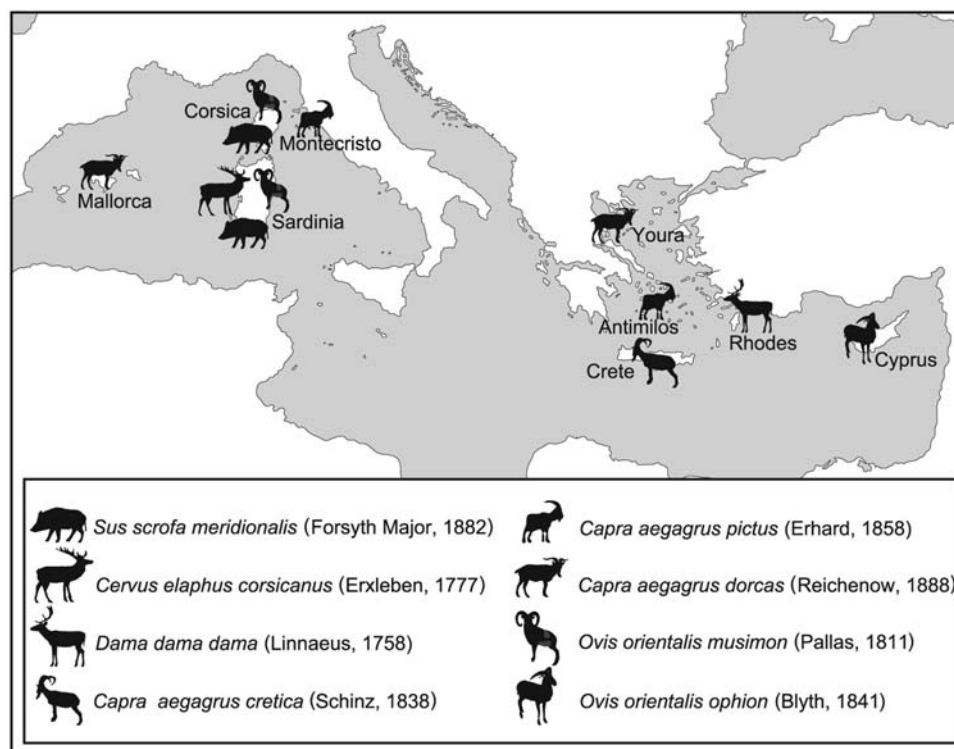 Corsica
Montecristo
Mallorca
Sardinia
Youra
Antimilos
Rhodes
Crete
Cyprus
Sus scrofa meridionalis (Forsyth Major, 1882)
Cervus elaphus corsicanus (Erxleben, 1777)
Dama dama dama (Linnaeus, 1758)
Capra aegagrus cretica (Schinz, 1838)
Capra aegagrus pictus (Erhard, 1858)
Capra aegagrus dorcas (Reichenow, 1888)
Ovis orientalis musimon (Pallas, 1811)
Ovis orientalis ophion (Blyth, 1841)